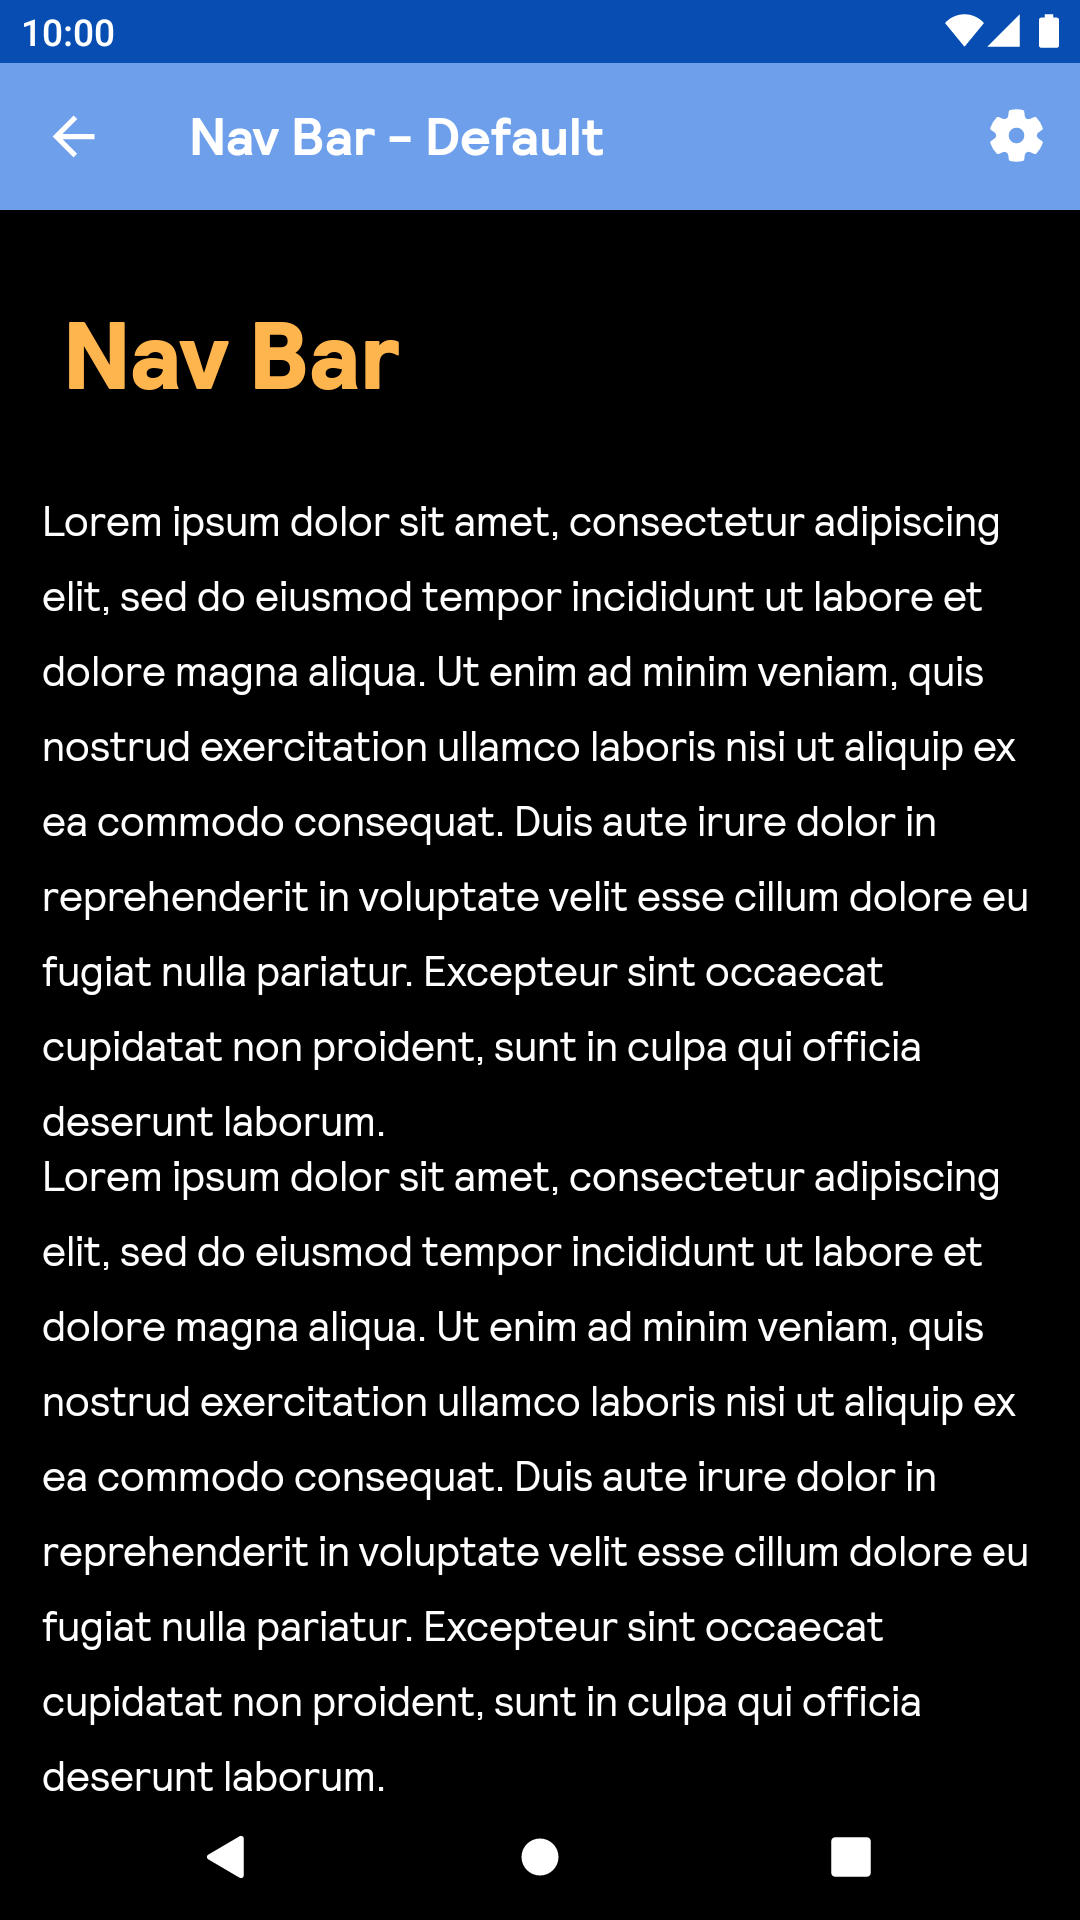 10:00
Nav Bar - Default
Nav Bar
Lorem ipsum dolor sit amet, consectetur adipiscing
elit, sed do eiusmod tempor incididunt ut labore et
dolore magna aliqua. Ut enim ad minim veniam, quis
nostrud exercitation ullamco laboris nisi ut aliquip ex
ea commodo consequat. Duis aute irure dolor in
reprehenderit in voluptate velit esse cillum dolore eu
fugiat nulla pariatur. Excepteur sint occaecat
cupidatat non proident, sunt in culpa qui officia
deserunt laborum.
Lorem ipsum dolor sit amet, consectetur adipiscing
elit, sed do eiusmod tempor incididunt ut labore et
dolore magna aliqua. Ut enim ad minim veniam, quis
nostrud exercitation ullamco laboris nisi ut aliquip ex
ea commodo consequat. Duis aute irure dolor in
reprehenderit in voluptate velit esse cillum dolore eu
fugiat nulla pariatur. Excepteur sint occaecat
cupidatat non proident, sunt in culpa qui officia
deserunt laborum.